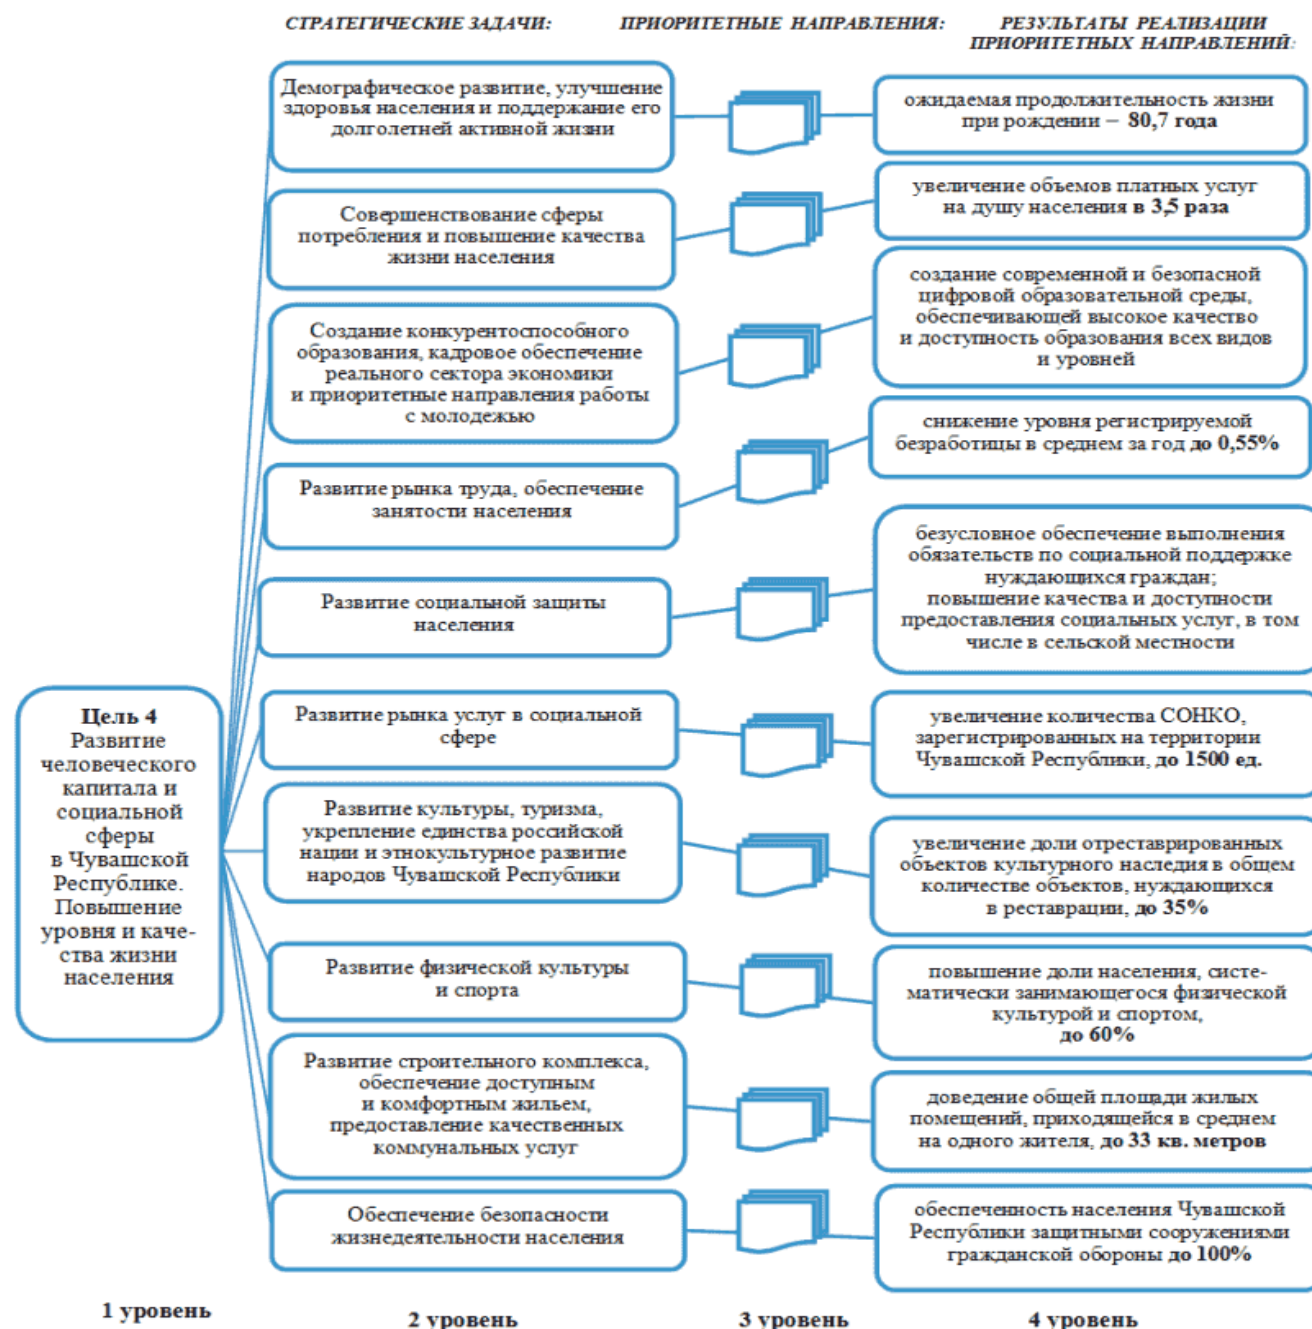 СТРАТЕГИЧЕСКИЕ ЗАДАЧИ:
ПРИОРИТЕТНЫЕ НАПРАВЛЕНИЯ:
РЕЗУЛЬТАТЫ РЕАЛИЗАЦИИ
ПРИОРИТЕТНЫХ НАПРАВЛЕНИЙ:
Цель 4
Развитие
человеческого
капитала и
социальной
сферы
в Чувашской
Республике.
Повышение
уровня и каче-
ства жизни
населения
Демографическое развитие, улучшение
здоровья населения и поддержание его
долголетней активной жизни
ожидаемая продолжительность жизни
при рождении – 80,7 года
Совершенствование сферы
потребления и повышение качества
жизни населения
увеличение объемов платных услуг
на душу населения в 3,5 раза
Создание конкурентоспособного
образования, кадровое обеспечение
реального сектора экономики
и приоритетные направления работы
с молодежью
создание современной и безопасной
цифровой образовательной среды,
обеспечивающей высокое качество
и доступность образования всех видов
и уровней
Развитие рынка труда, обеспечение
занятости населения
снижение уровня регистрируемой
безработицы в среднем за год до 0,55%
Развитие социальной защиты
населения
безусловное обеспечение выполнения
обязательств по социальной поддержке
нуждающихся граждан;
повышение качества и доступности
предоставления социальных услуг, в том
числе в сельской местности
Развитие рынка услуг в социальной
сфере
увеличение количества СОНКО,
зарегистрированных на территории
Чувашской Республики, до 1500 ед.
Развитие культуры, туризма,
укрепление единства российской
нации и этнокультурное развитие
народов Чувашской Республики
увеличение доли отреставрированных
объектов культурного наследия в общем
количестве объектов, нуждающихся
в реставрации, до 35%
Развитие физической культуры
и спорта
повышение доли населения, систе-
матически занимающегося физической
культурой и спортом,
до 60%
Развитие строительного комплекса,
обеспечение доступным
и комфортным жильем,
предоставление качественных
коммунальных услуг
доведение общей площади жилых
помещений, приходящейся в среднем
на одного жителя, до 33 кв. метров
Обеспечение безопасности
жизнедеятельности населения
обеспеченность населения Чувашской
Республики защитными сооружениями
гражданской обороны до 100%
1 уровень
2 уровень
3 уровень
4 уровень